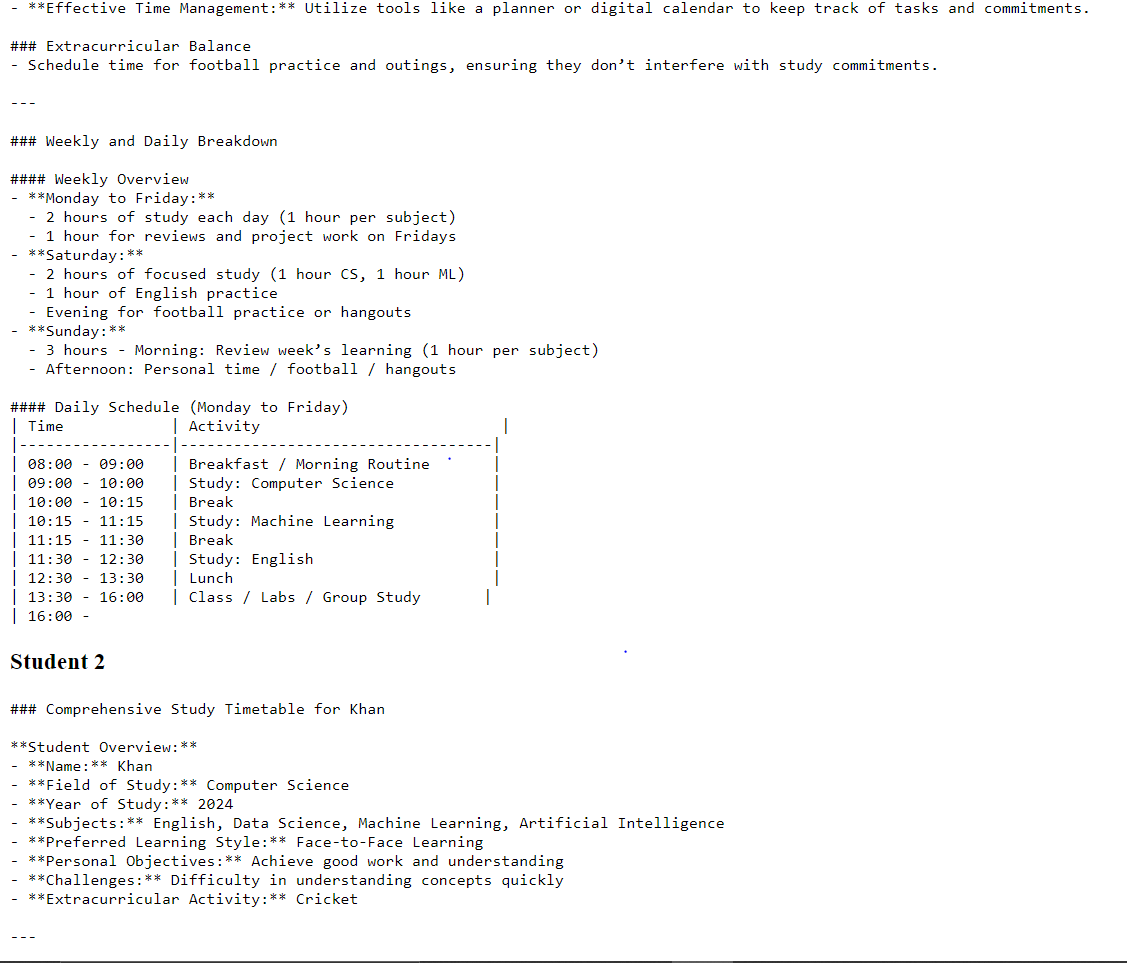 - **Effective Time Management:** Utilize tools like a planner or digital calendar to keep track of tasks and commitments.
### Extracurricular Balance
- Schedule time for football practice and outings, ensuring they don’t interfere with study commitments.
---
### Weekly and Daily Breakdown
#### Weekly Overview
- **Monday to Friday:**
  - 2 hours of study each day (1 hour per subject)
  - 1 hour for reviews and project work on Fridays
- **Saturday:**
  - 2 hours of focused study (1 hour CS, 1 hour ML)
  - 1 hour of English practice
  - Evening for football practice or hangouts
- **Sunday:**
  - 3 hours - Morning: Review week’s learning (1 hour per subject)
  - Afternoon: Personal time / football / hangouts
#### Daily Schedule (Monday to Friday)
| Time            | Activity                           |
|-----------------|-----------------------------------|
| 08:00 - 09:00   | Breakfast / Morning Routine       |
| 09:00 - 10:00   | Study: Computer Science           |
| 10:00 - 10:15   | Break                             |
| 10:15 - 11:15   | Study: Machine Learning           |
| 11:15 - 11:30   | Break                             |
| 11:30 - 12:30   | Study: English                    |
| 12:30 - 13:30   | Lunch                             |
| 13:30 - 16:00   | Class / Labs / Group Study       |
| 16:00 -
Student 2
### Comprehensive Study Timetable for Khan
**Student Overview:**
- **Name:** Khan
- **Field of Study:** Computer Science
- **Year of Study:** 2024
- **Subjects:** English, Data Science, Machine Learning, Artificial Intelligence
- **Preferred Learning Style:** Face-to-Face Learning
- **Personal Objectives:** Achieve good work and understanding
- **Challenges:** Difficulty in understanding concepts quickly
- **Extracurricular Activity:** Cricket
---